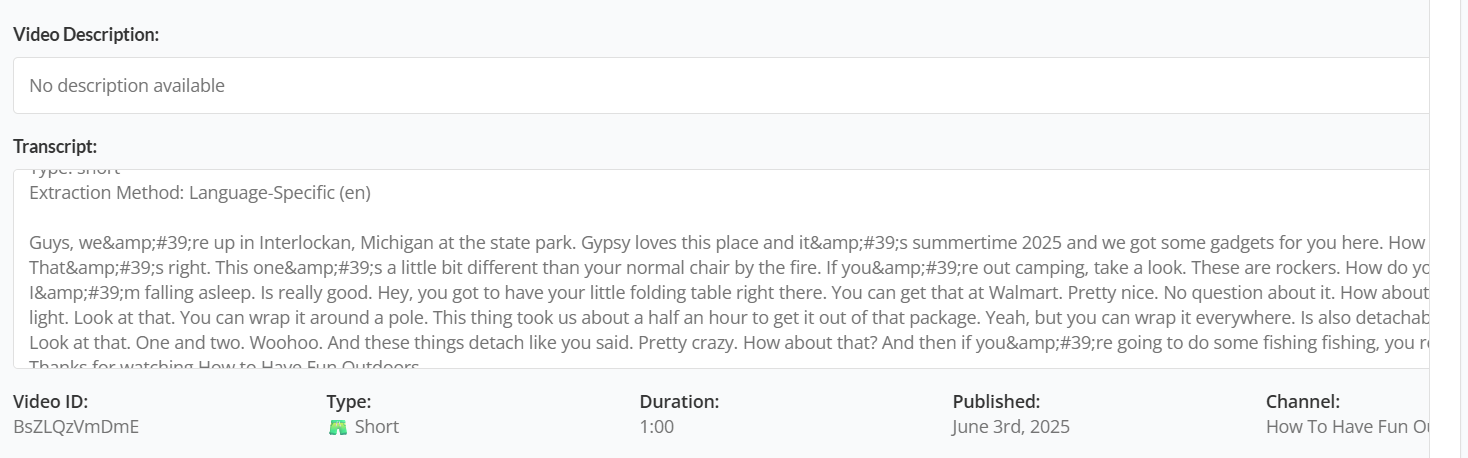 Video Description:
No description available
Transcript:
Type: short
Extraction Method: Language-Specific (en)
Guys, we&amp;#39;re up in Interlockan, Michigan at the state park. Gypsy loves this place and it&amp;#39;s summertime 2025 and we got some gadgets for you here. How
That&amp;#39;s right. This one&amp;#39;s a little bit different than your normal chair by the fire. If you&amp;#39;re out camping, take a look. These are rockers. How do yo
I&amp;#39;m falling asleep. Is really good. Hey, you got to have your little folding table right there. You can get that at Walmart. Pretty nice. No question about it. How about
light. Look at that. You can wrap it around a pole. This thing took us about a half an hour to get it out of that package. Yeah, but you can wrap it everywhere. Is also detachab
Look at that. One and two. Woohoo. And these things detach like you said. Pretty crazy. How about that? And then if you&amp;#39;re going to do some fishing fishing, you r
Thanks for watching How to Have Fun Outdoors
Video ID: Type: Duration: Published: Channel:
BsZLQzVmDmE Short 1:00 June 3rd, 2025 How To Have Fun Ou